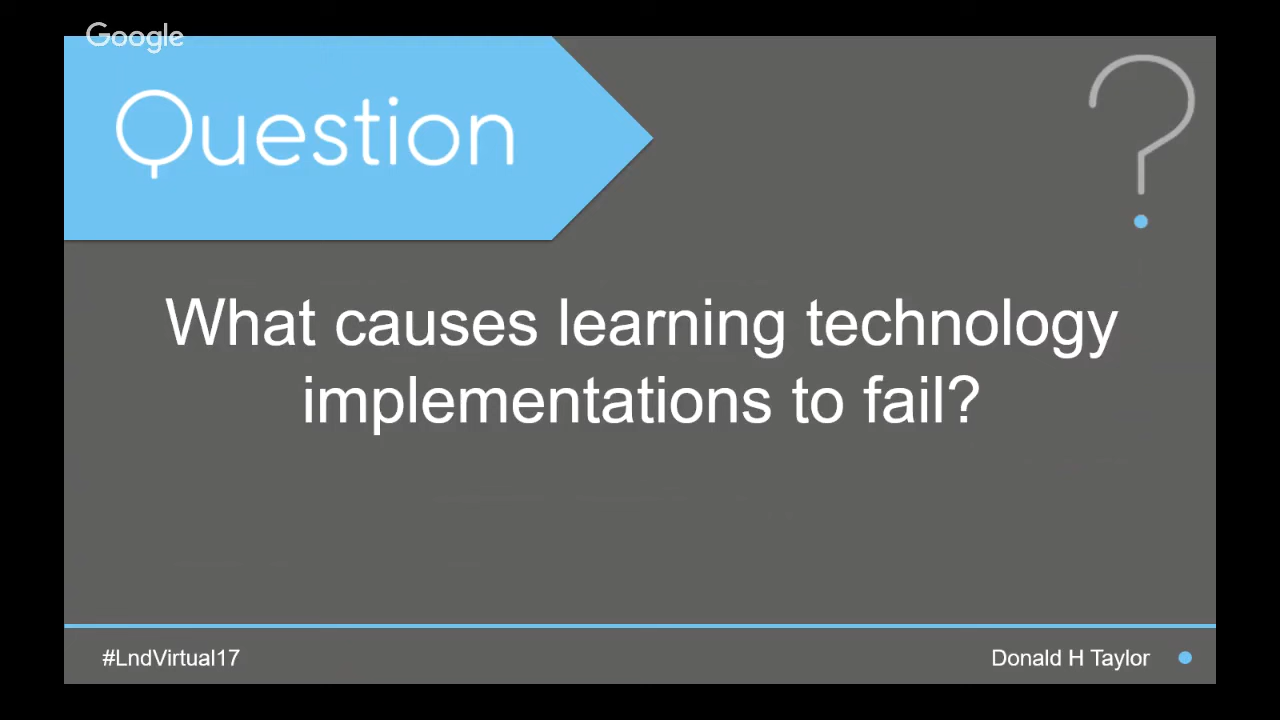 Google
Question
?
What causes learning technology
implementations to fail?
#LndVirtual17
Donald H Taylor